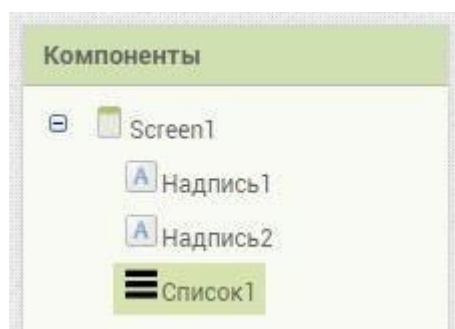 Компоненты
Screen1
A Надпись1
A Надпись2
Список1